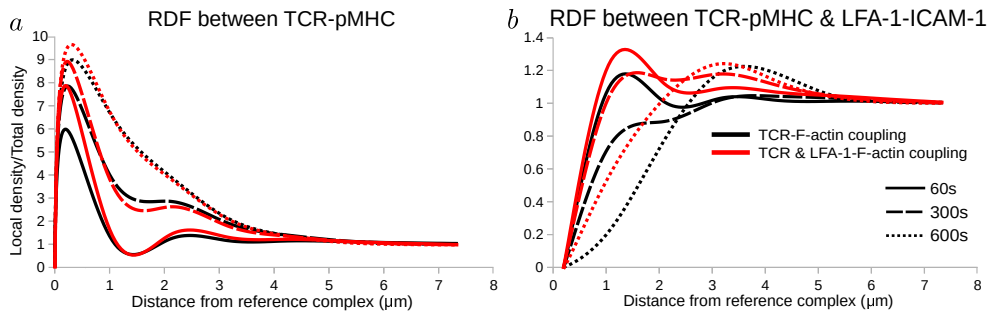 a
RDF between TCR-pMHC
Local density/Total density
10
9
8
7
6
5
4
3
2
1
0
0 1 2 3 4 5 6 7 8
Distance from reference complex (μm)
b
RDF between TCR-pMHC & LFA-1-ICAM-1
1.4
1.2
1
0.8
0.6
0.4
0.2
0
TCR-F-actin coupling
TCR & LFA-1-F-actin coupling
60s
300s
600s
0 1 2 3 4 5 6 7 8
Distance from reference complex (μm)